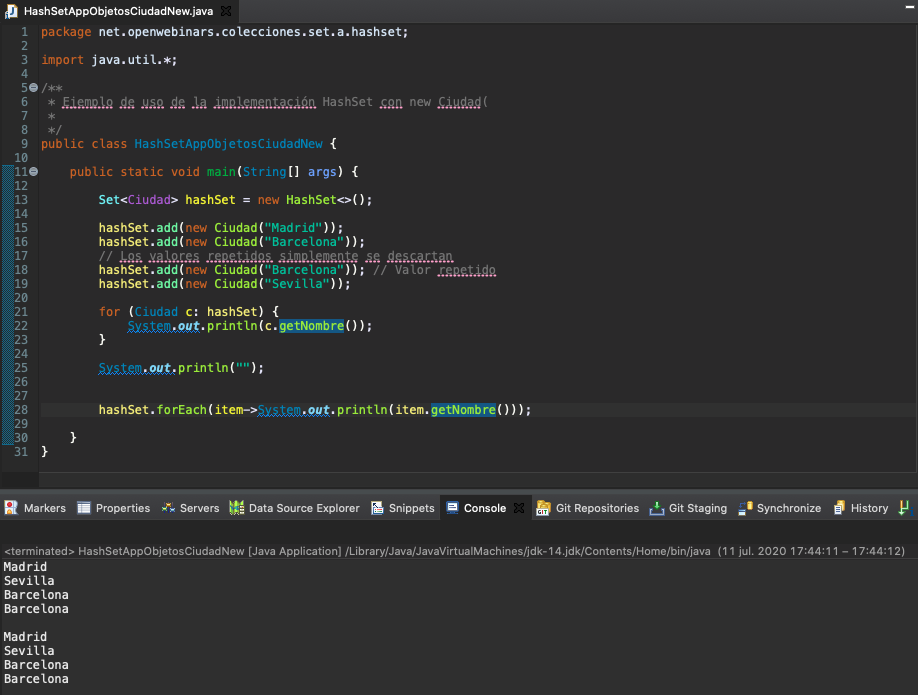 HashSetAppObjetosCiudadNew.java
1 package net.openwebinars.colecciones.set.a.hashset;
2
3 import java.util.*;
4
5 /**
6 * Ejemplo de uso de la implementación HashSet con new Ciudad(
7 *
8 */
9 public class HashSetAppObjetosCiudadNew {
10
11 public static void main(String[] args) {
12
13 Set<Ciudad> hashSet = new HashSet<>();
14
15 hashSet.add(new Ciudad("Madrid"));
16 hashSet.add(new Ciudad("Barcelona"));
17 // Los valores repetidos simplemente se descartan
18 hashSet.add(new Ciudad("Barcelona")); // Valor repetido
19 hashSet.add(new Ciudad("Sevilla"));
20
21 for (Ciudad c: hashSet) {
22 System.out.println(c.getNombre());
23 }
24
25 System.out.println("");
26
27
28 hashSet.forEach(item->System.out.println(item.getNombre()));
29
30 }
31 }
Markers Properties Servers Data Source Explorer Snippets Console Git Repositories Git Staging Synchronize History
<terminated> HashSetAppObjetosCiudadNew [Java Application] /Library/Java/JavaVirtualMachines/jdk-14.jdk/Contents/Home/bin/java (11 jul. 2020 17:44:11 – 17:44:12)
Madrid
Sevilla
Barcelona
Barcelona

Madrid
Sevilla
Barcelona
Barcelona